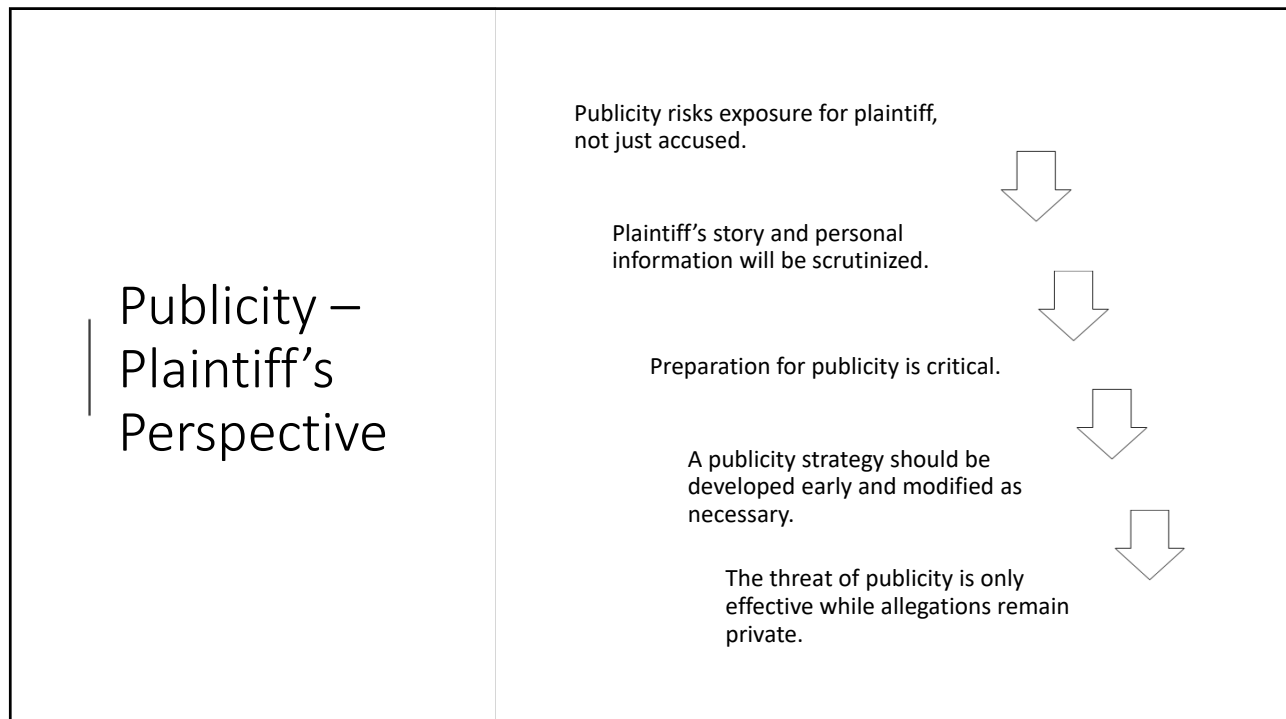 Publicity –
Plaintiff’s
Perspective
Publicity risks exposure for plaintiff,
not just accused.
Plaintiff’s story and personal
information will be scrutinized.
Preparation for publicity is critical.
A publicity strategy should be
developed early and modified as
necessary.
The threat of publicity is only
effective while allegations remain
private.